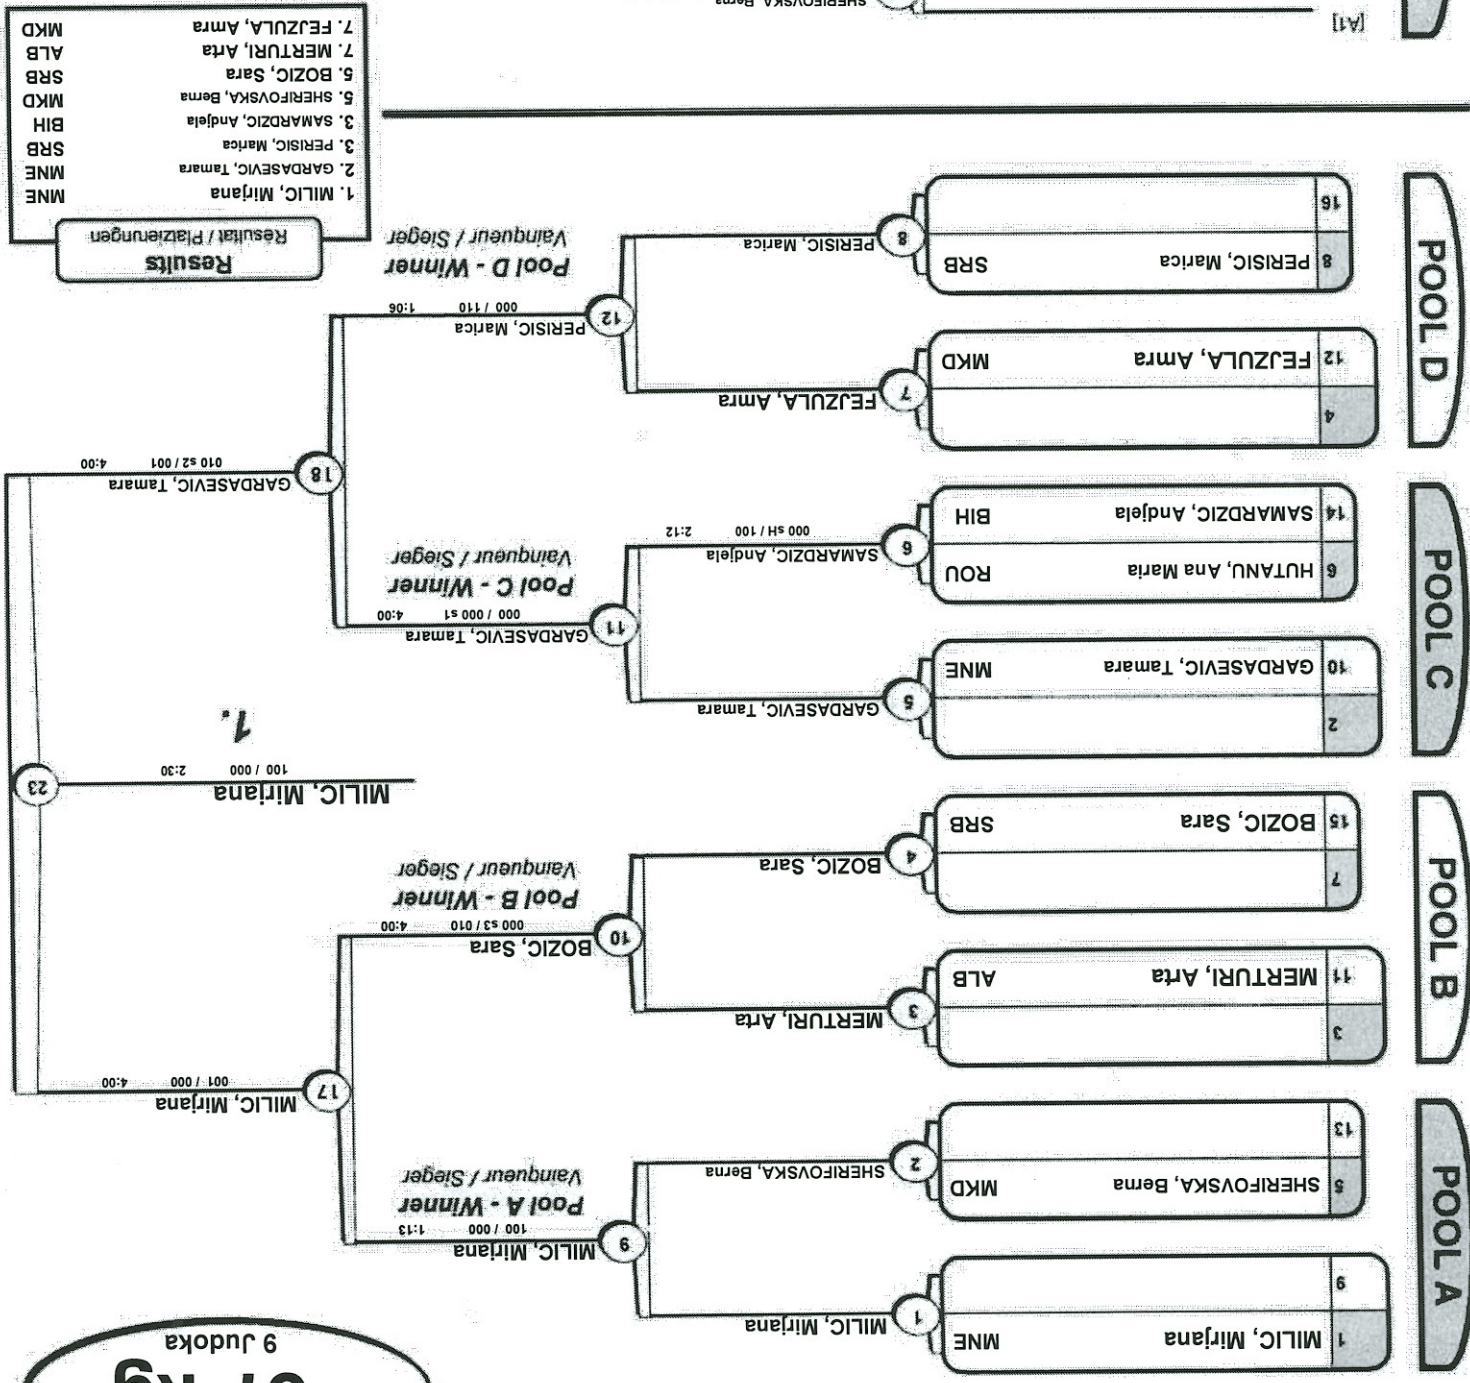 9 Judoka
POOL A
1 MILIC, Mirjana MNE
9
1 MILIC, Mirjana
5 SHERIFOVSKA, Berna MKD
13
2 SHERIFOVSKA, Berna
9 MILIC, Mirjana
100 / 000 1:13
Pool A - Winner
Vainqueur / Sieger
POOL B
3
11 MERTURI, Arta ALB
3 MERTURI, Arta
7
15 BOZIC, Sara SRB
4 BOZIC, Sara
10 BOZIC, Sara
000 s3 / 010 4:00
Pool B - Winner
Vainqueur / Sieger
17 MILIC, Mirjana
001 / 000 4:00
23 MILIC, Mirjana
100 / 000 2:30
1.
POOL C
2
10 GARDASEVIC, Tamara MNE
5 GARDASEVIC, Tamara
6 HUTANU, Ana Maria ROU
14 SAMARDZIC, Andjela BIH
6 SAMARDZIC, Andjela
000 sH / 100 2:12
11 GARDASEVIC, Tamara
000 / 000 s1 4:00
Pool C - Winner
Vainqueur / Sieger
POOL D
4
12 FEJZULA, Amra MKD
7 FEJZULA, Amra
8 PERISIC, Marica SRB
16
8 PERISIC, Marica
12 PERISIC, Marica
000 / 110 1:06
Pool D - Winner
Vainqueur / Sieger
18 GARDASEVIC, Tamara
010 s2 / 001 4:00
Results
Résultat / Platzierungen
1. MILIC, Mirjana MNE
2. GARDASEVIC, Tamara MNE
3. PERISIC, Marica SRB
3. SAMARDZIC, Andjela BIH
5. SHERIFOVSKA, Berna MKD
5. BOZIC, Sara SRB
7. MERTURI, Arta ALB
7. FEJZULA, Amra MKD
[A1]
SHERIFOVSKA, Berna